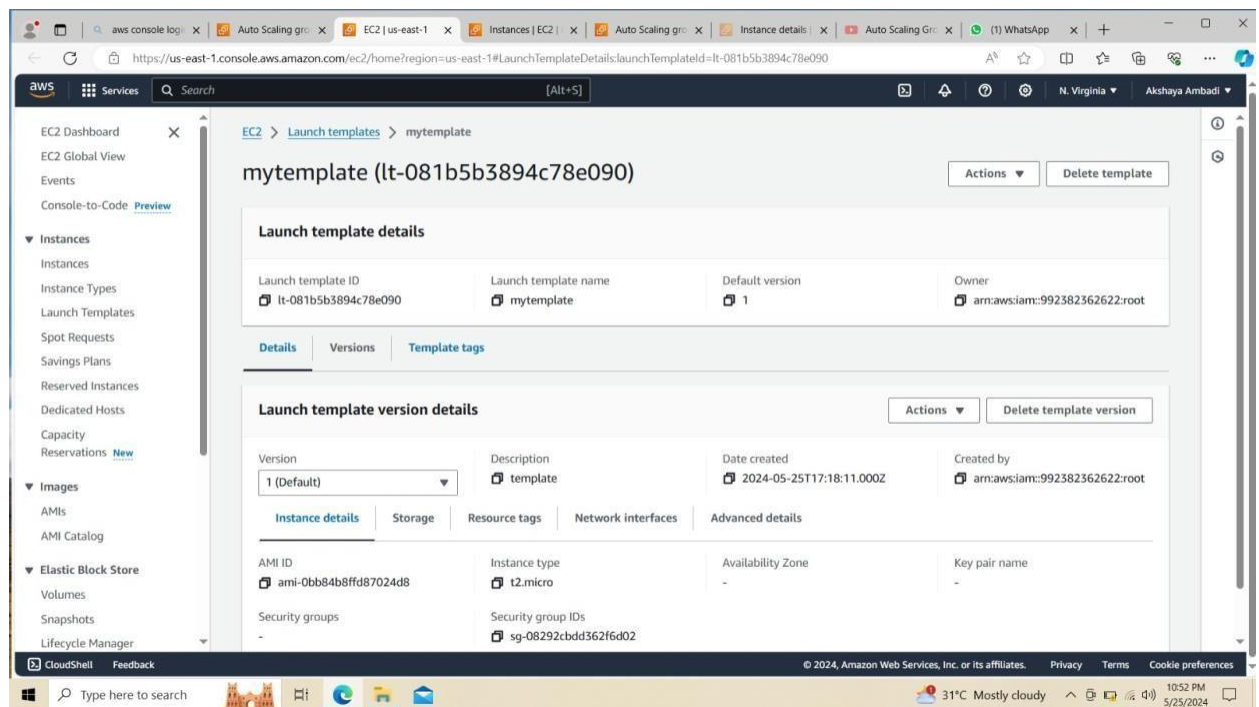 aws console logi
Auto Scaling gro
EC2 | us-east-1
Instances | EC2 |
Auto Scaling gro
Instance details |
Auto Scaling Gro
(1) WhatsApp
https://us-east-1.console.aws.amazon.com/ec2/home?region=us-east-1#LaunchTemplateDetails:launchTemplateId=lt-081b5b3894c78e090
aws Services Search [Alt+S] N. Virginia ▼ Akshaya Ambadi ▼
EC2 Dashboard
EC2 Global View
Events
Console-to-Code Preview
▼ Instances
Instances
Instance Types
Launch Templates
Spot Requests
Savings Plans
Reserved Instances
Dedicated Hosts
Capacity
Reservations New
▼ Images
AMIs
AMI Catalog
▼ Elastic Block Store
Volumes
Snapshots
Lifecycle Manager
EC2 > Launch templates > mytemplate
mytemplate (lt-081b5b3894c78e090)
Actions ▼ Delete template
Launch template details
Launch template ID
lt-081b5b3894c78e090
Launch template name
mytemplate
Default version
1
Owner
arn:aws:iam::992382362622:root
Details Versions Template tags
Launch template version details
Actions ▼ Delete template version
Version
1 (Default)
Description
template
Date created
2024-05-25T17:18:11.000Z
Created by
arn:aws:iam::992382362622:root
Instance details Storage Resource tags Network interfaces Advanced details
AMI ID
ami-0bb84b8ffd87024d8
Instance type
t2.micro
Availability Zone
-
Key pair name
-
Security groups
-
Security group IDs
sg-08292cbdd362f6d02
CloudShell Feedback © 2024, Amazon Web Services, Inc. or its affiliates. Privacy Terms Cookie preferences
Type here to search
31°C Mostly cloudy
10:52 PM
5/25/2024